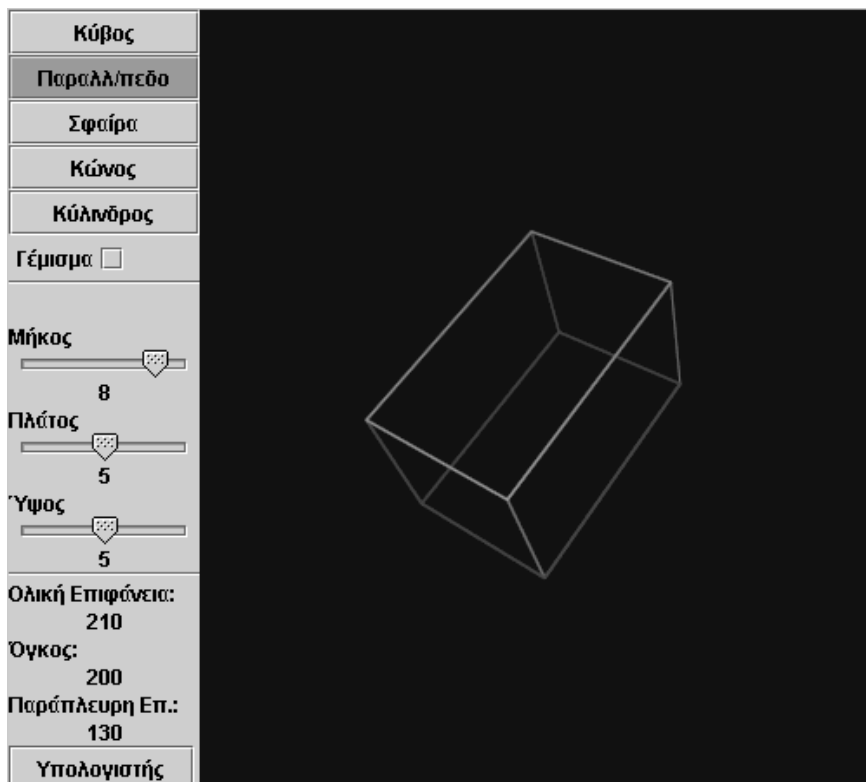 Κύβος
Παραλλ/πεδο
Σφαίρα
Κώνος
Κύλινδρος
Γέμισμα
Μήκος
8
Πλάτος
5
Ύψος
5
Ολική Επιφάνεια:
210
Όγκος:
200
Παράπλευρη Επ.:
130
Υπολογιστής